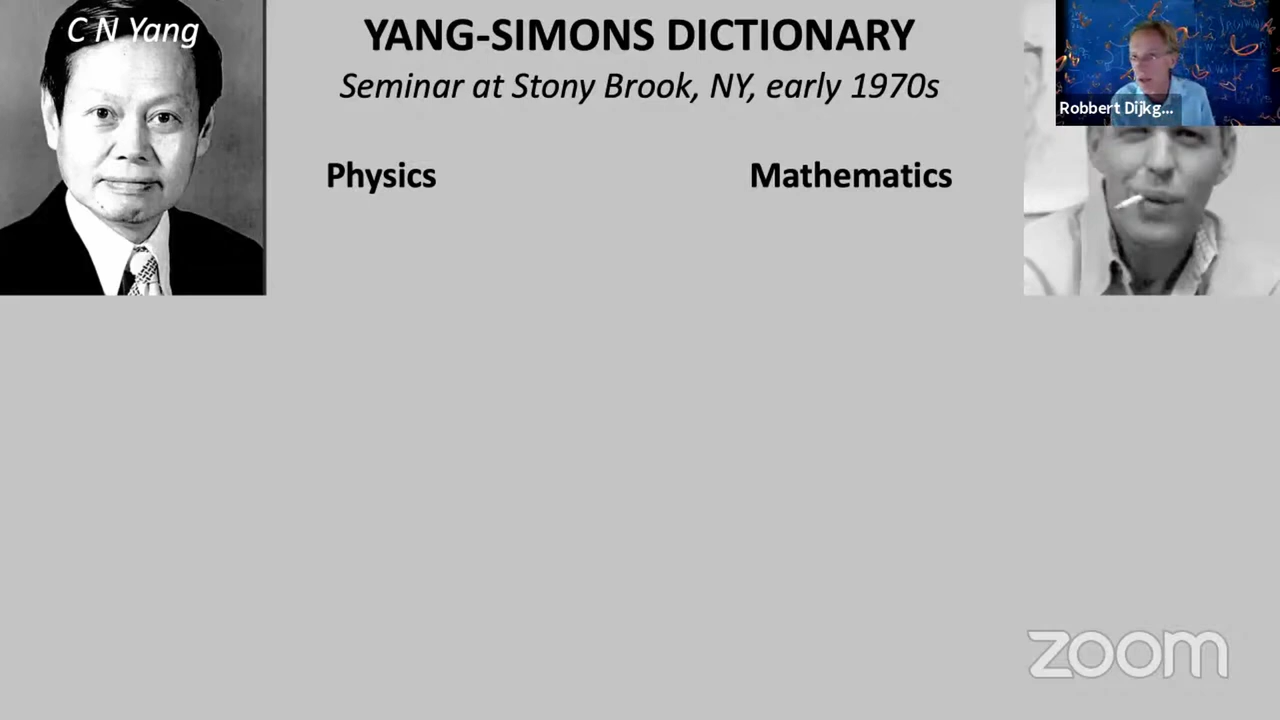 C N Yang
YANG-SIMONS DICTIONARY
Seminar at Stony Brook, NY, early 1970s
Robbert Dijkg...
Physics
Mathematics
zoom